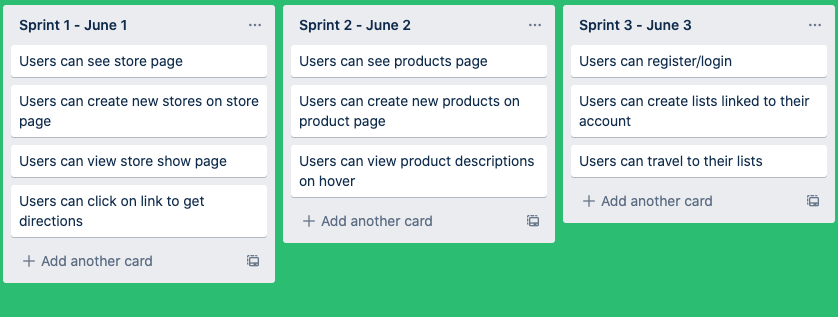 Sprint 1 - June 1
Users can see store page
Users can create new stores on store
page
Users can view store show page
Users can click on link to get
directions
Add another card
Sprint 2 - June 2
Users can see products page
Users can create new products on
product page
Users can view product descriptions
on hover
Add another card
Sprint 3 - June 3
Users can register/login
Users can create lists linked to their
account
Users can travel to their lists
Add another card